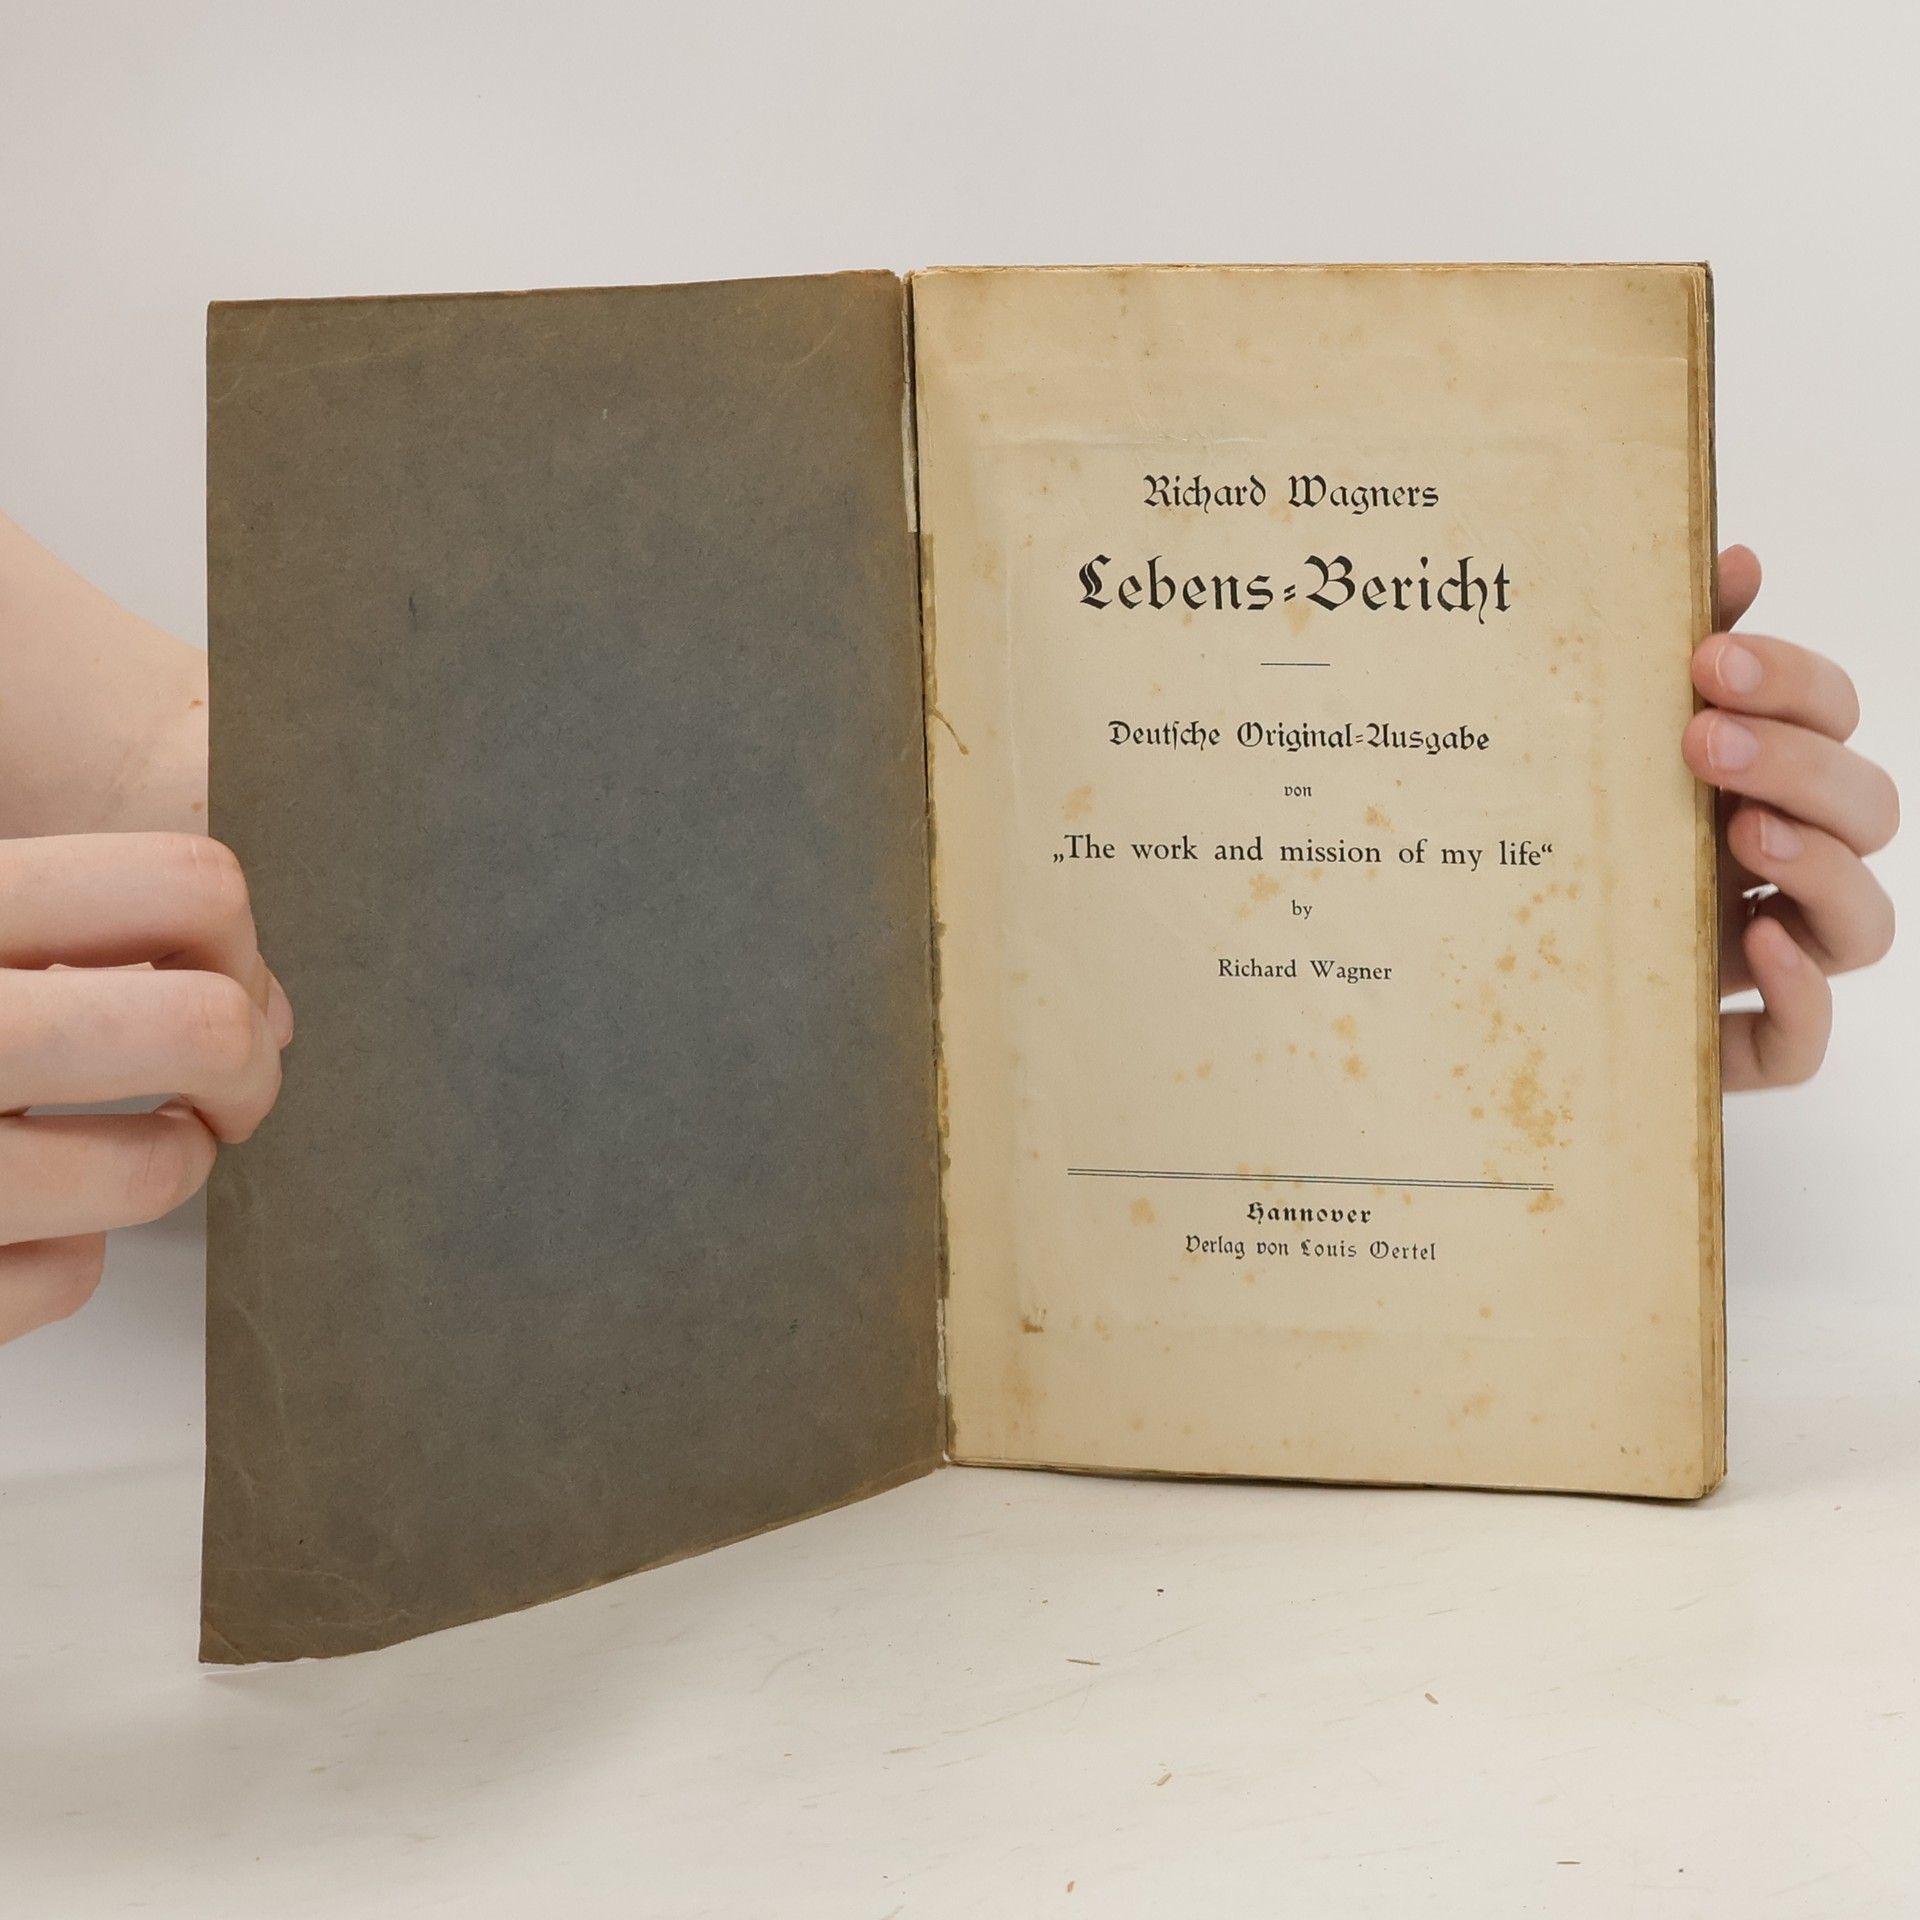 Richard Wagners
Lebens-Bericht
Deutſche Original-Ausgabe
von
„The work and mission of my life“
by
Richard Wagner
Hannover
Verlag von Louis Oertel